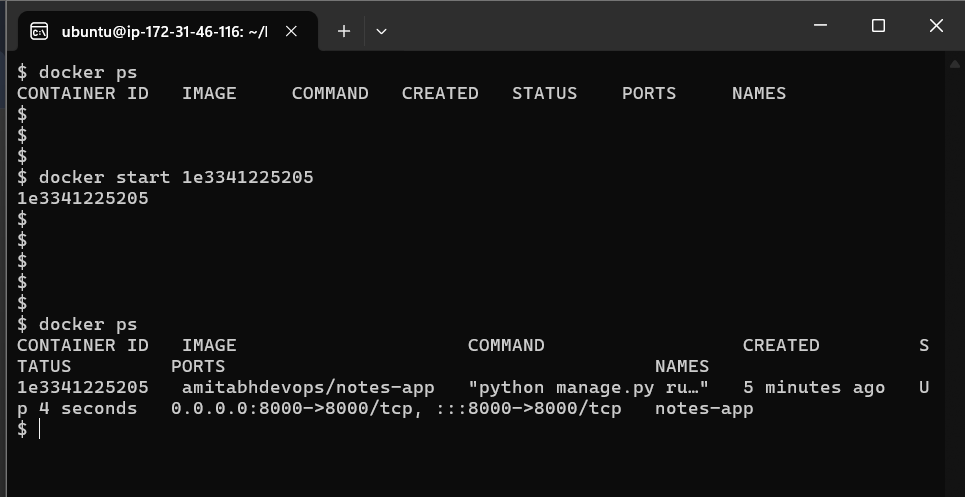 ubuntu@ip-172-31-46-116: ~/
$ docker ps
CONTAINER ID   IMAGE     COMMAND   CREATED   STATUS    PORTS     NAMES
$
$
$
$ docker start 1e3341225205
1e3341225205
$
$
$
$
$
$ docker ps
CONTAINER ID   IMAGE                     COMMAND                  CREATED         S
TATUS         PORTS                                       NAMES
1e3341225205   amitabhdevops/notes-app   "python manage.py ru…"   5 minutes ago   U
p 4 seconds   0.0.0.0:8000->8000/tcp, :::8000->8000/tcp   notes-app
$